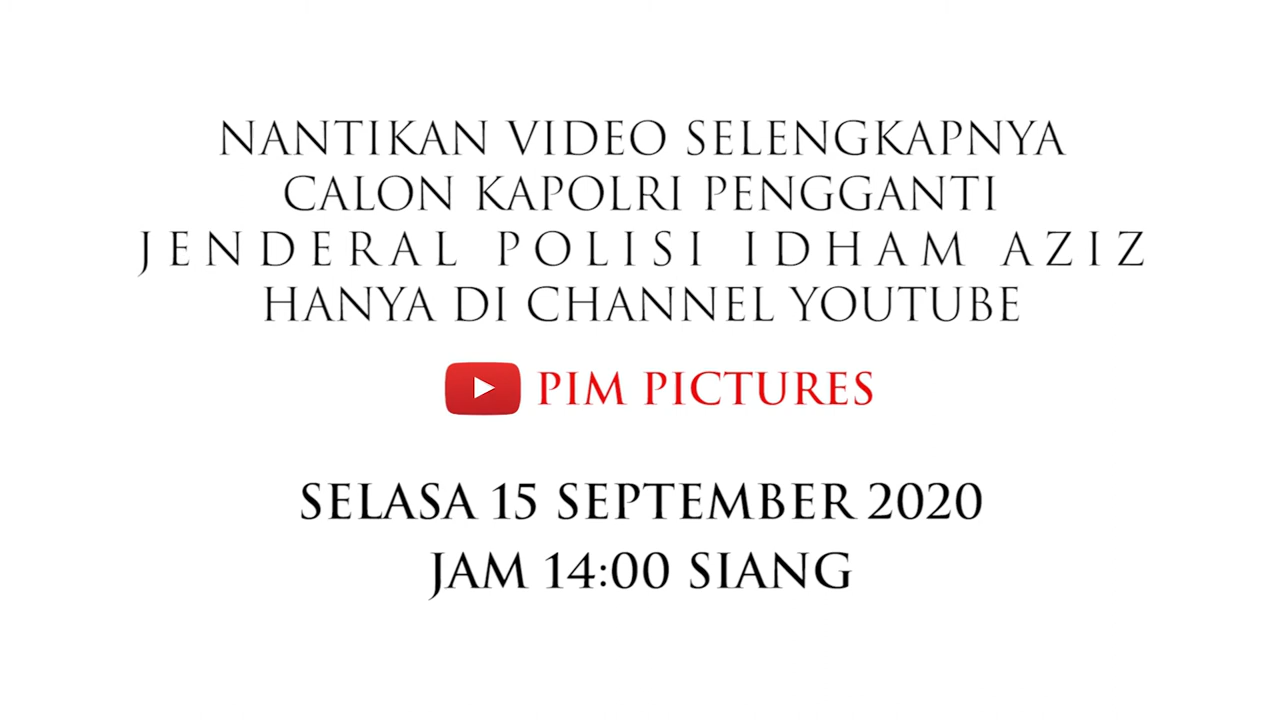 NANTIKAN VIDEO SELENGKAPNYA
CALON KAPOLRI PENGGANTI
JENDERAL POLISI IDHAM AZIZ
HANYA DI CHANNEL YOUTUBE
PIM PICTURES
SELASA 15 SEPTEMBER 2020
JAM 14:00 SIANG